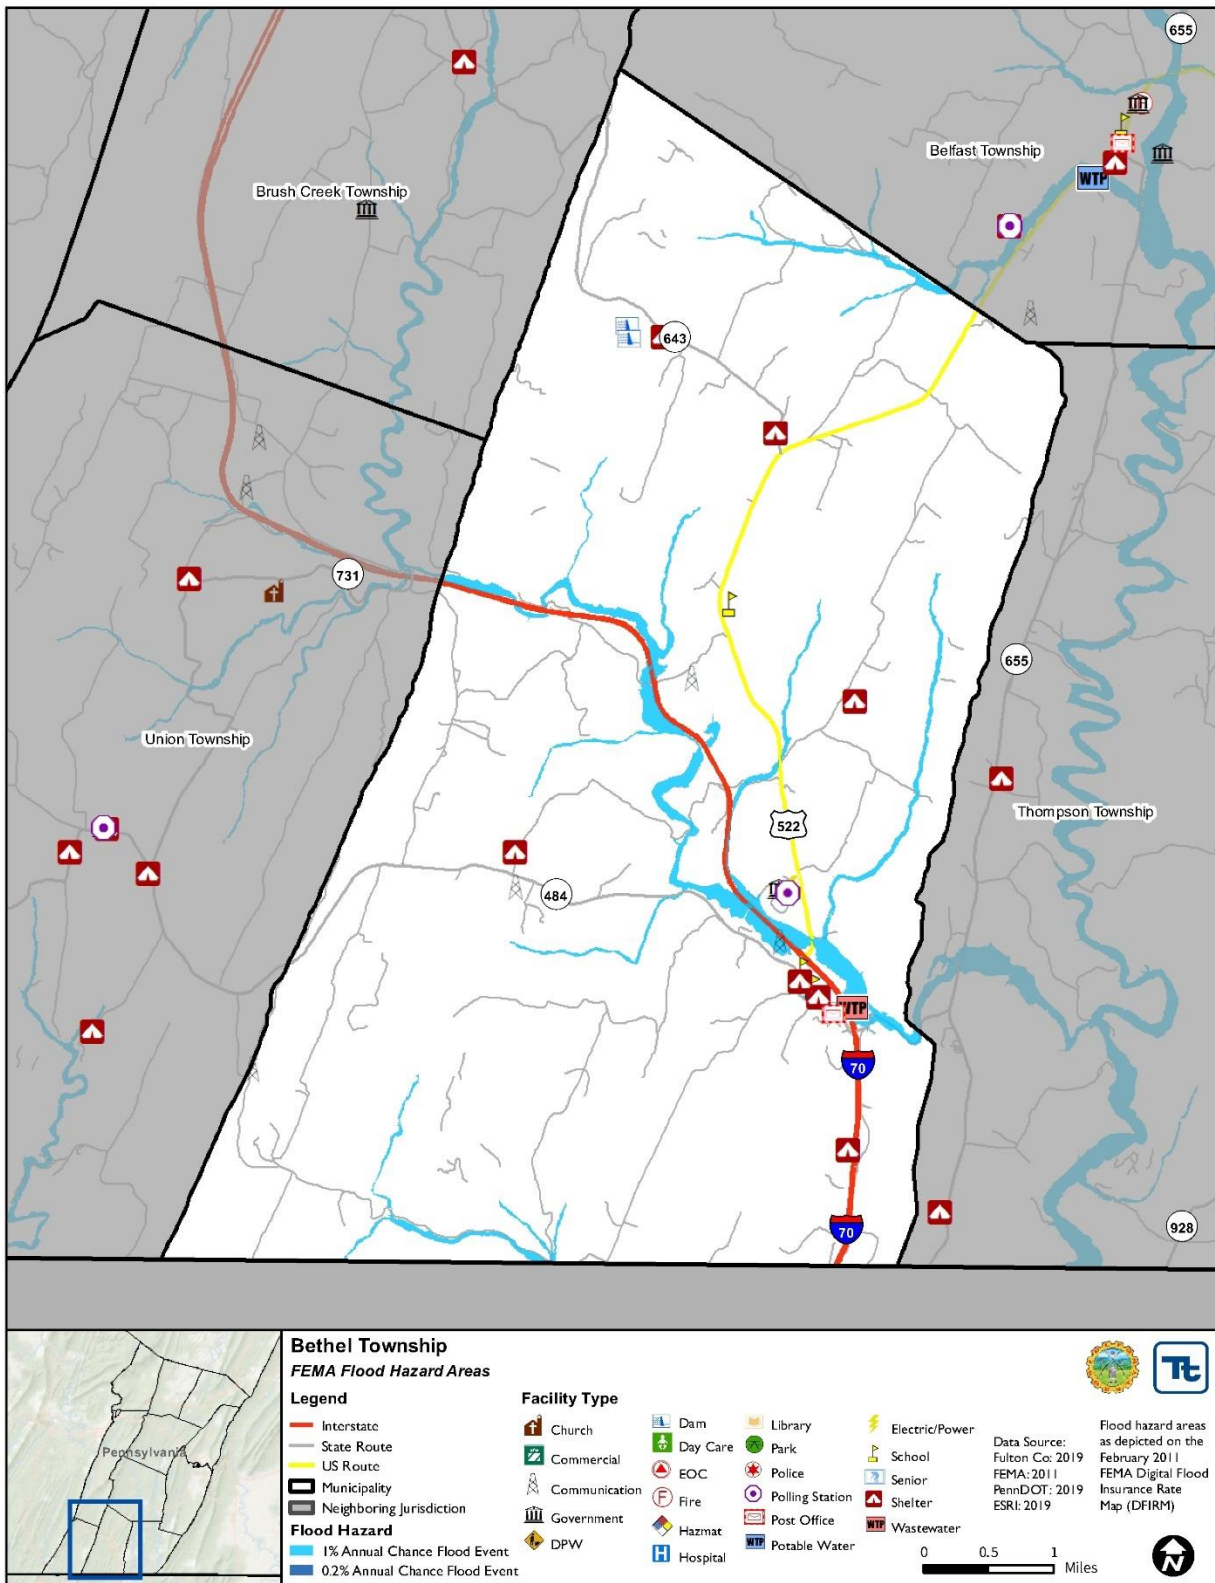 655
Belfast Township
WTP
Brush Creek Township
643
731
655
Union Township
Thompson Township
522
484
WTP
70
70
928
Pennsylvania
Bethel Township
FEMA Flood Hazard Areas
Legend
Interstate
State Route
US Route
Municipality
Neighboring Jurisdiction
Flood Hazard
1% Annual Chance Flood Event
0.2% Annual Chance Flood Event
Facility Type
Church
Commercial
Communication
Government
DPW
Dam
Day Care
EOC
F Fire
Hazmat
H Hospital
Library
Park
Police
Polling Station
Post Office
WTP Potable Water
Electric/Power
School
Senior
Shelter
WTP Wastewater
Data Source:
Fulton Co: 2019
FEMA: 2011
PennDOT: 2019
ESRI: 2019
Tt
Flood hazard areas
as depicted on the
February 2011
FEMA Digital Flood
Insurance Rate
Map (DFIRM)
0 0.5 1
Miles
N